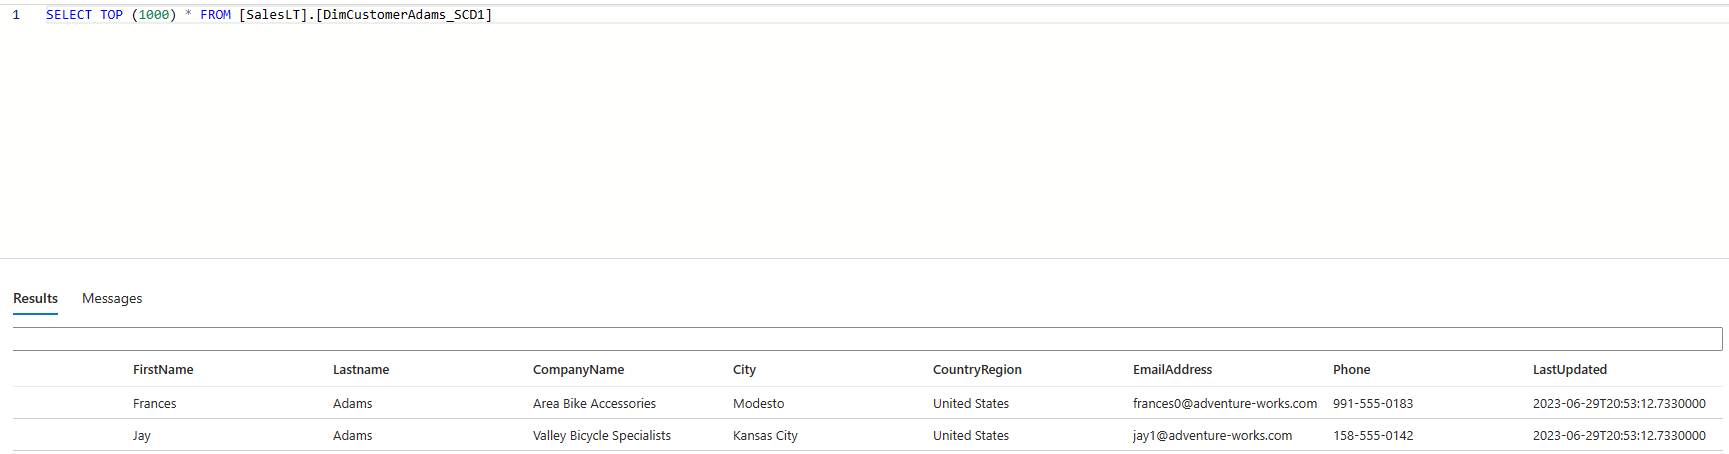 1 SELECT TOP (1000) * FROM [SalesLT].[DimCustomerAdams_SCD1]
Results Messages
FirstName Lastname CompanyName City CountryRegion EmailAddress Phone LastUpdated
Frances Adams Area Bike Accessories Modesto United States frances0@adventure-works.com 991-555-0183 2023-06-29T20:53:12.7330000
Jay Adams Valley Bicycle Specialists Kansas City United States jay1@adventure-works.com 158-555-0142 2023-06-29T20:53:12.7330000